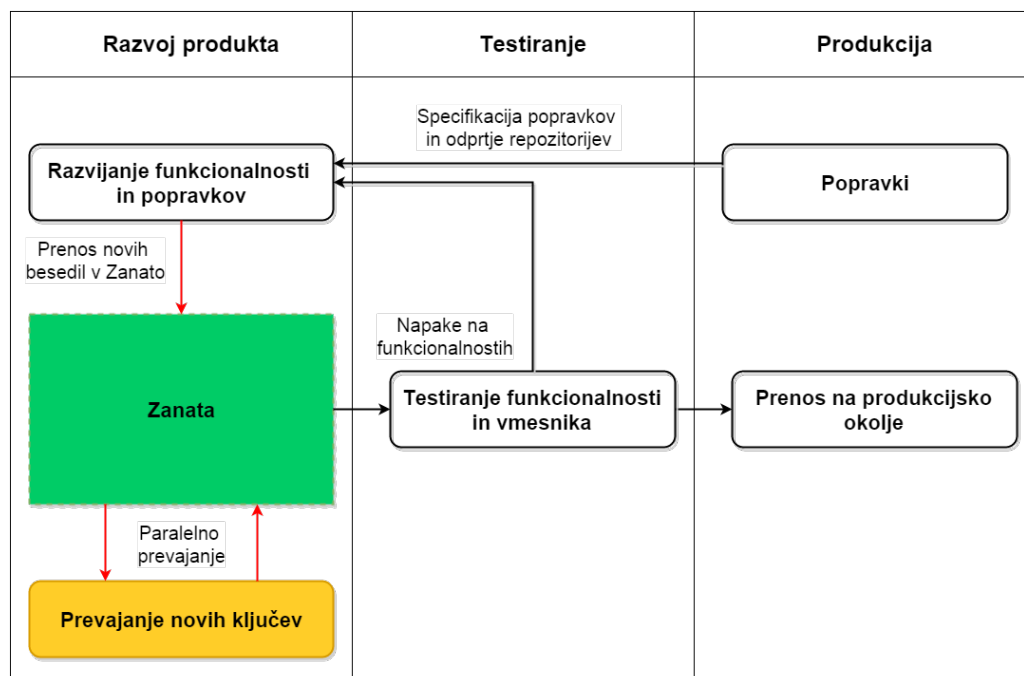 Razvoj produkta
Testiranje
Produkcija
Specifikacija popravkov
in odprtje repozitorijev
Razvijanje funkcionalnosti
in popravkov
Popravki
Prenos novih
besedil v Zanato
Napake na
funkcionalnostih
Zanata
Testiranje funkcionalnosti
in vmesnika
Prenos na produkcijsko
okolje
Paralelno
prevajanje
Prevajanje novih ključev